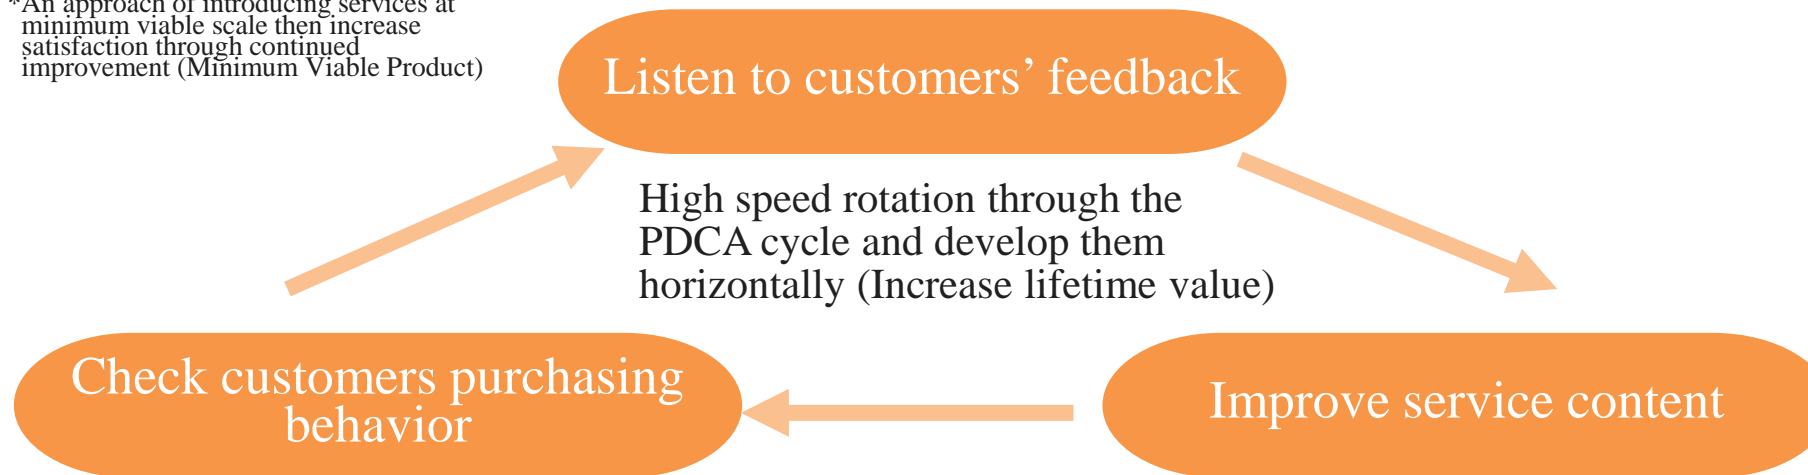 *An approach of introducing services at
minimum viable scale then increase
satisfaction through continued
improvement (Minimum Viable Product)
Listen to customers’ feedback
High speed rotation through the
PDCA cycle and develop them
horizontally (Increase lifetime value)
Check customers purchasing
behavior
Improve service content